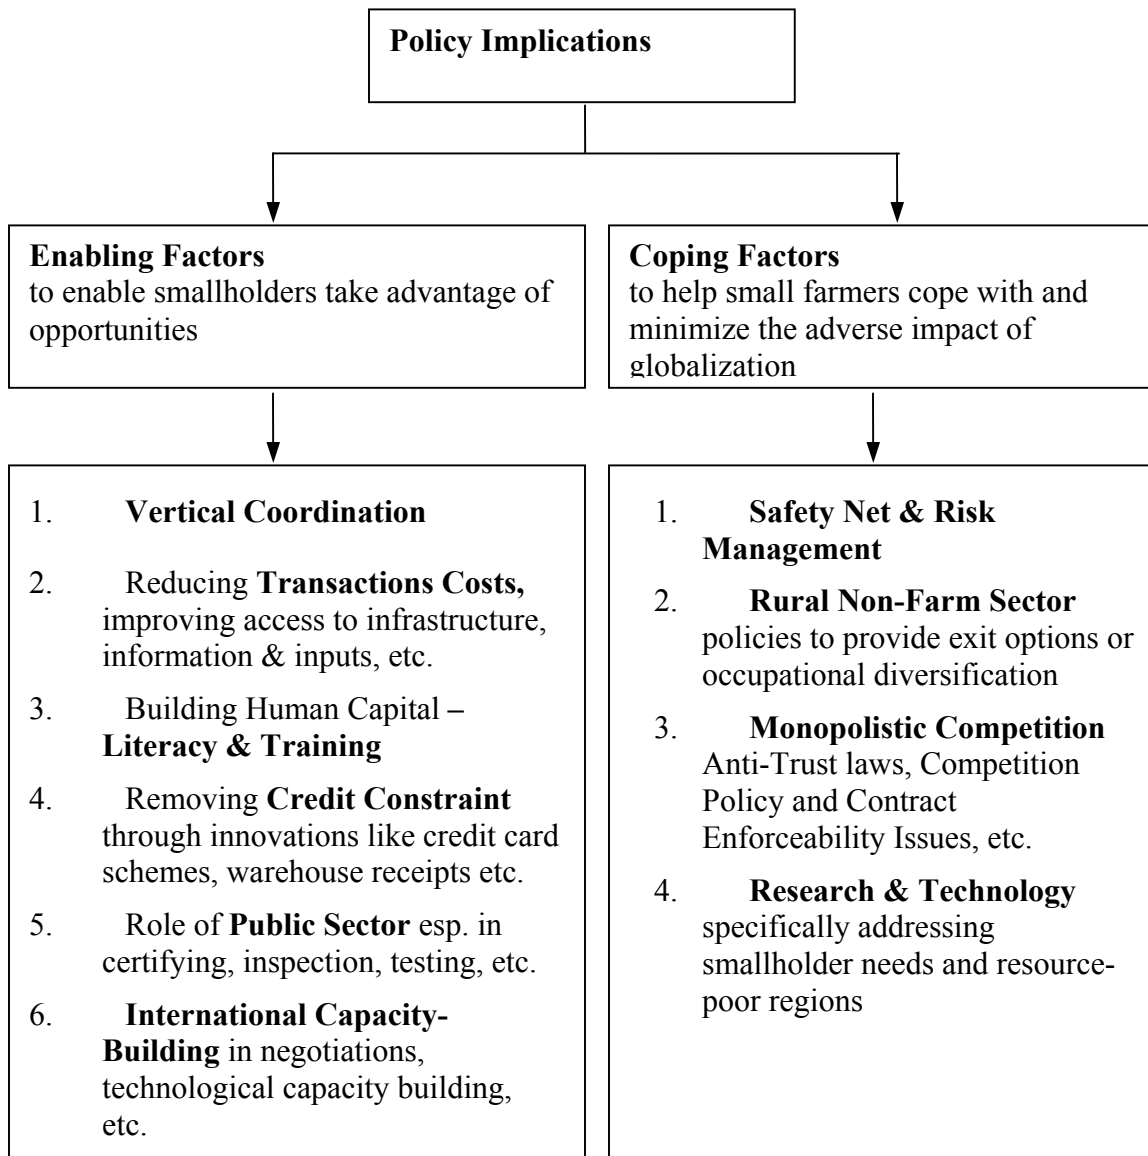 Policy Implications
Enabling Factors
to enable smallholders take advantage of
opportunities
Coping Factors
to help small farmers cope with and
minimize the adverse impact of
globalization
1. Vertical Coordination
2. Reducing Transactions Costs,
improving access to infrastructure,
information & inputs, etc.
3. Building Human Capital –
Literacy & Training
4. Removing Credit Constraint
through innovations like credit card
schemes, warehouse receipts etc.
5. Role of Public Sector esp. in
certifying, inspection, testing, etc.
6. International Capacity-
Building in negotiations,
technological capacity building,
etc.
1. Safety Net & Risk
Management
2. Rural Non-Farm Sector
policies to provide exit options or
occupational diversification
3. Monopolistic Competition
Anti-Trust laws, Competition
Policy and Contract
Enforceability Issues, etc.
4. Research & Technology
specifically addressing
smallholder needs and resource-
poor regions